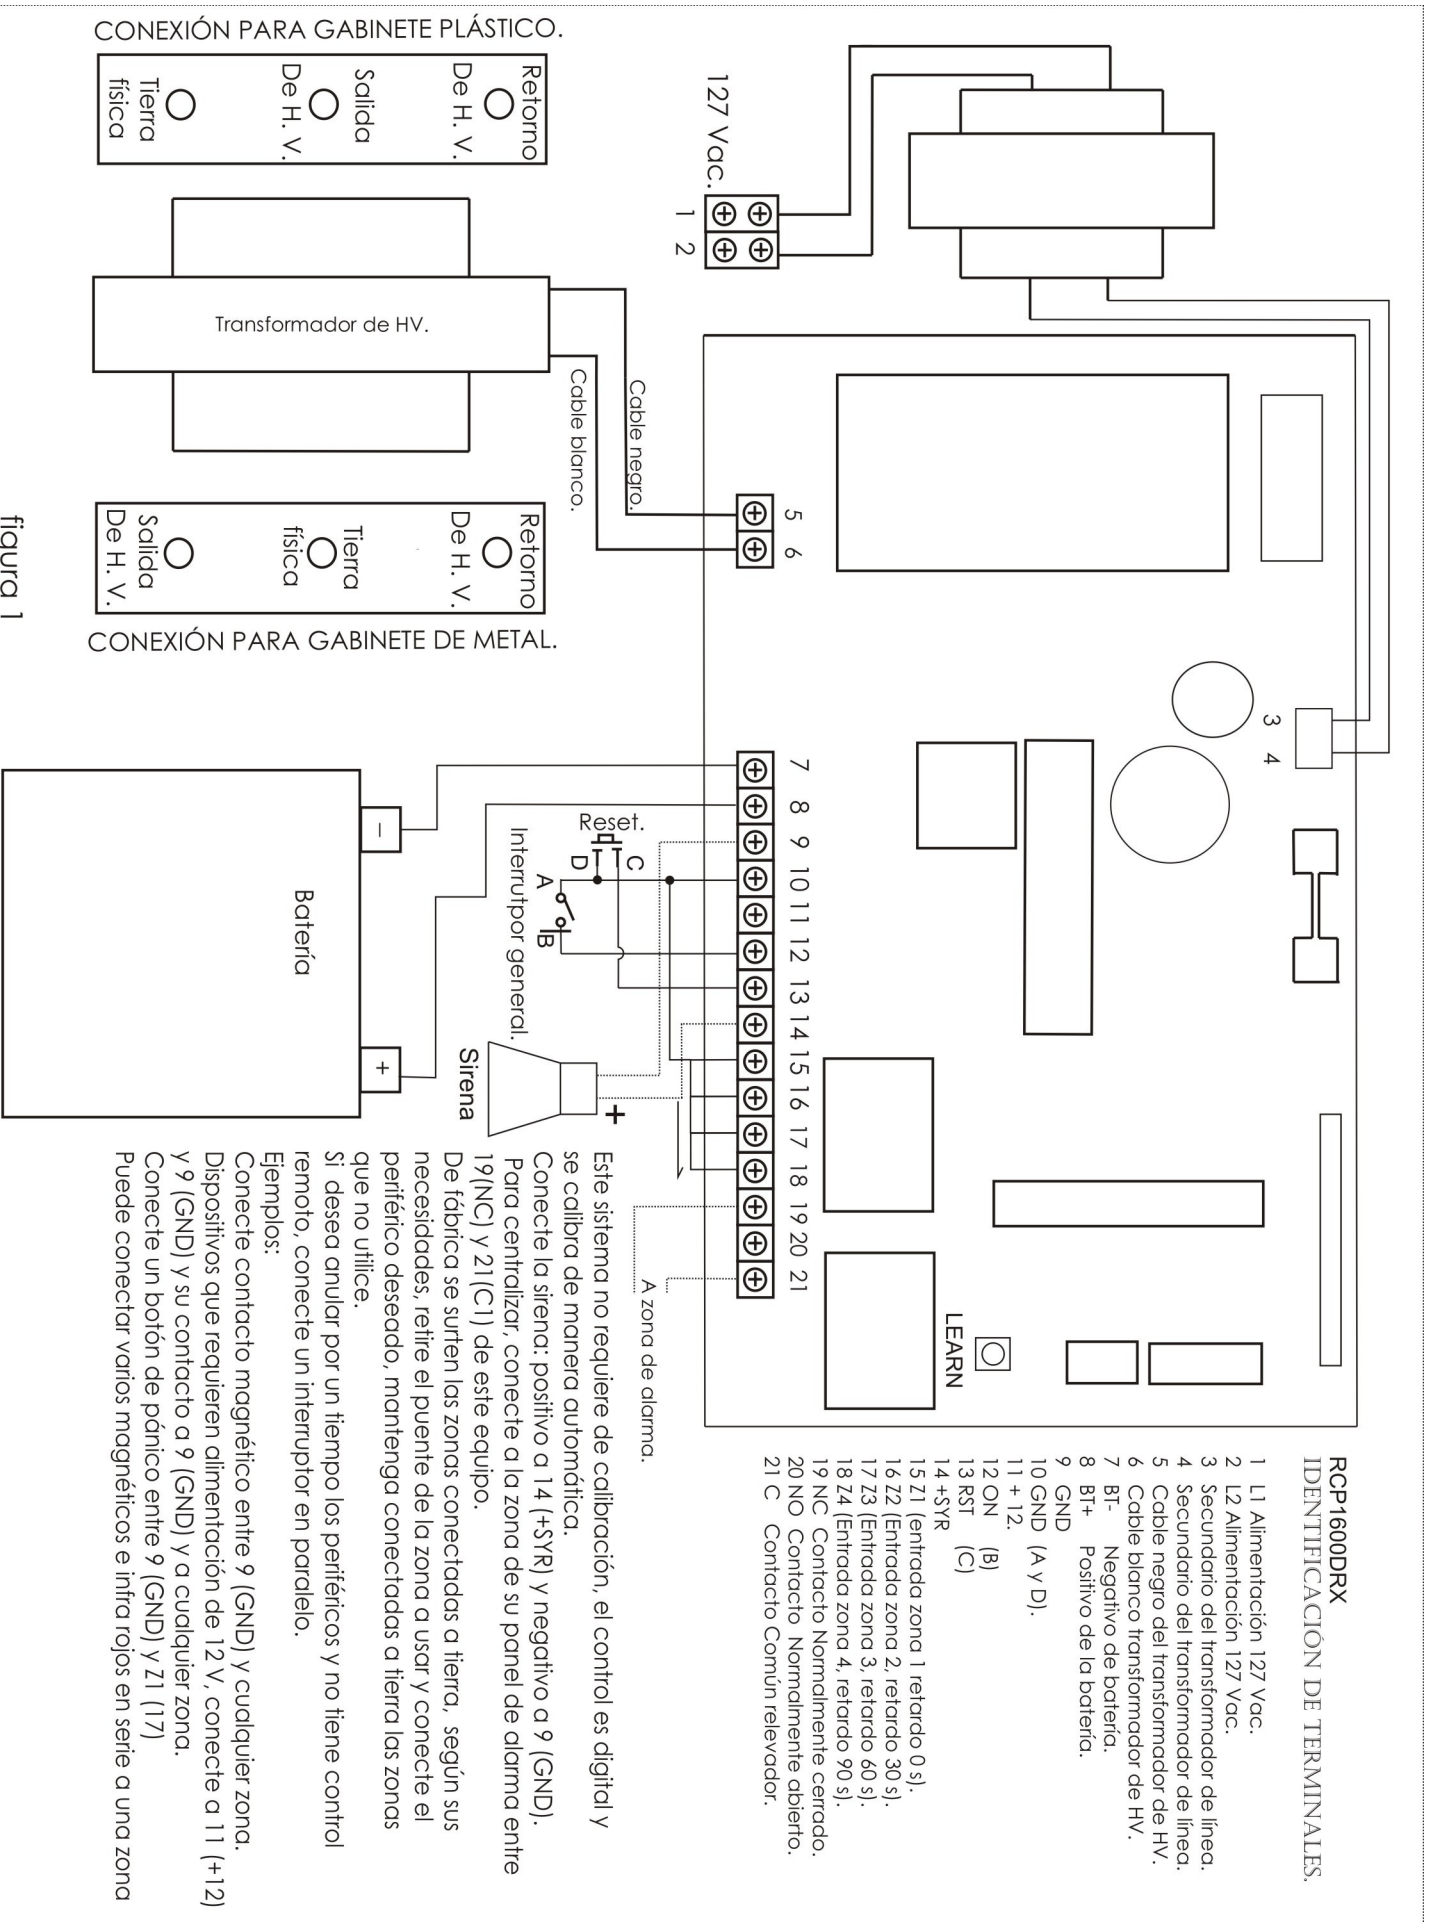 CONEXIÓN PARA GABINETE PLÁSTICO.
Retorno
De H. V.
Salida
De H. V.
Tierra
física
127 Vac.
1
2
Transformador de HV.
Cable negro.
Cable blanco.
5
6
Retorno
De H. V.
Tierra
física
Salida
De H. V.
CONEXIÓN PARA GABINETE DE METAL.
figura 1
3
4
7
8
9
10
11
12
13
14
15
16
17
18
19
20
21
Reset.
D
C
A
B
Interrutpor general.
Sirena
+
–
+
Batería
A zona de alarma.
LEARN
RCP1600DRX
IDENTIFICACIÓN DE TERMINALES.
1 L1 Alimentación 127 Vac.
2 L2 Alimentación 127 Vac.
3 Secundario del transformador de línea.
4 Secundario del transformador de línea.
5 Cable negro del transformador de HV.
6 Cable blanco transformador de HV.
7 BT- Negativo de batería.
8 BT+ Positivo de la batería.
9 GND
10 GND (A y D).
11 + 12.
12 ON (B)
13 RST (C)
14 +SYR
15 Z1 (entrada zona 1 retardo 0 s).
16 Z2 (Entrada zona 2, retardo 30 s).
17 Z3 (Entrada zona 3, retardo 60 s).
18 Z4 (Entrada zona 4, retardo 90 s).
19 NC Contacto Normalmente cerrado.
20 NO Contacto Normalmente abierto.
21 C Contacto Común relevador.
Este sistema no requiere de calibración, el control es digital y
se calibra de manera automática.
Conecte la sirena: positivo a 14 (+SYR) y negativo a 9 (GND).
Para centralizar, conecte a la zona de su panel de alarma entre
19(NC) y 21(C1) de este equipo.
De fábrica se surten las zonas conectadas a tierra, según sus
necesidades, retire el puente de la zona a usar y conecte el
periférico deseado, mantenga conectadas a tierra las zonas
que no utilice.
Si desea anular por un tiempo los periféricos y no tiene control
remoto, conecte un interruptor en paralelo.
Ejemplos:
Conecte contacto magnético entre 9 (GND) y cualquier zona.
Dispositivos que requieren alimentación de 12 V, conecte a 11 (+12)
y 9 (GND) y su contacto a 9 (GND) y a cualquier zona.
Conecte un botón de pánico entre 9 (GND) y Z1 (17)
Puede conectar varios magnéticos e infra rojos en serie a una zona